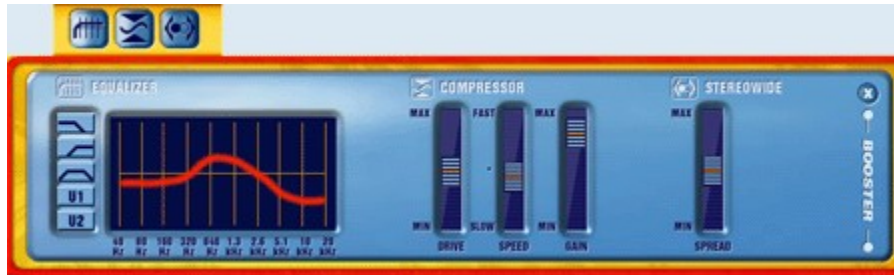 EQUALIZER
COMPRESSOR
STEREOWIDE
MAX
FAST
MAX
MAX
U1
U2
MIN
SLOW
MIN
MIN
40 Hz
80 Hz
160 Hz
320 Hz
640 Hz
1.3 kHz
2.6 kHz
5.1 kHz
10 kHz
20 kHz
DRIVE
SPEED
GAIN
SPREAD
BOOSTER